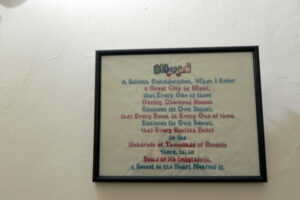 A Solemn Consideration, When I Enter
a Great City by Night,
that Every One of those
Darkly Clustered Houses
Encloses its Own Secret;
that Every Room in Every One of them
Encloses its Own Secret;
that Every Beating Heart
in the
Hundreds of Thousands of Breasts
there, is, in
Some of its Imaginings,
a Secret to the Heart Nearest it.